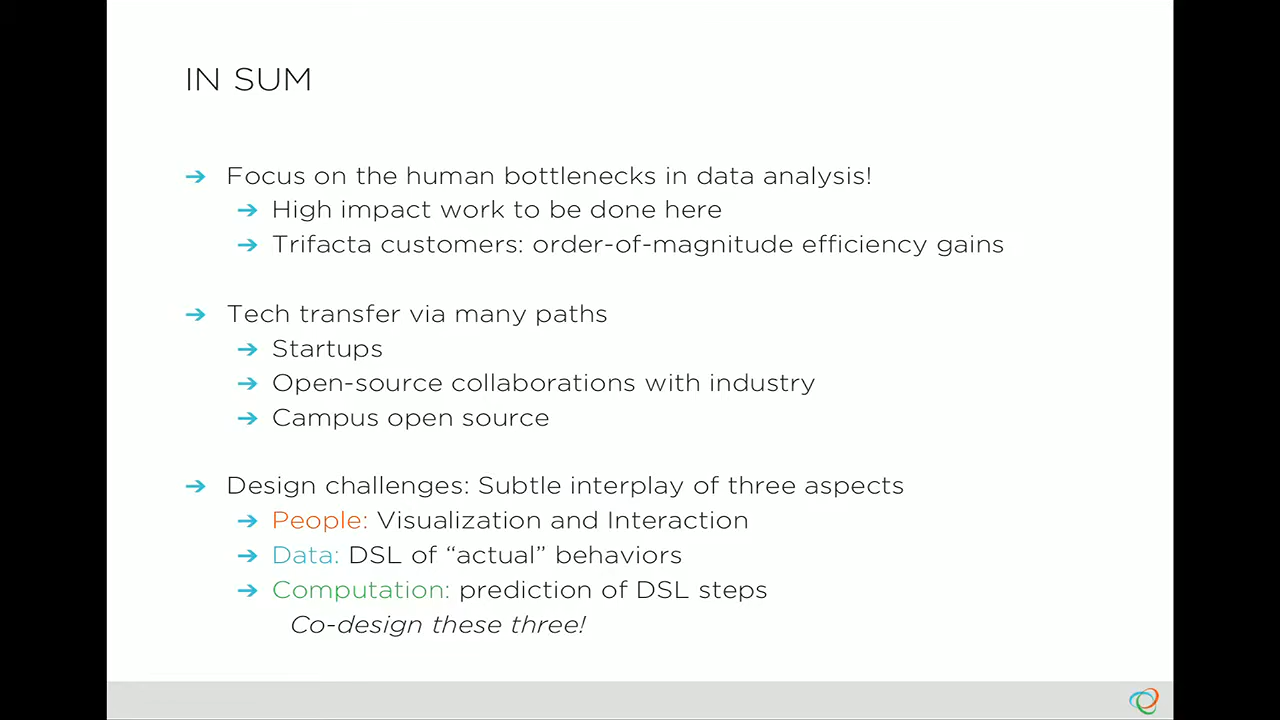 IN SUM
➔ Focus on the human bottlenecks in data analysis!
➔ High impact work to be done here
➔ Trifacta customers: order-of-magnitude efficiency gains
➔ Tech transfer via many paths
➔ Startups
➔ Open-source collaborations with industry
➔ Campus open source
➔ Design challenges: Subtle interplay of three aspects
➔ People: Visualization and Interaction
➔ Data: DSL of “actual” behaviors
➔ Computation: prediction of DSL steps
Co-design these three!